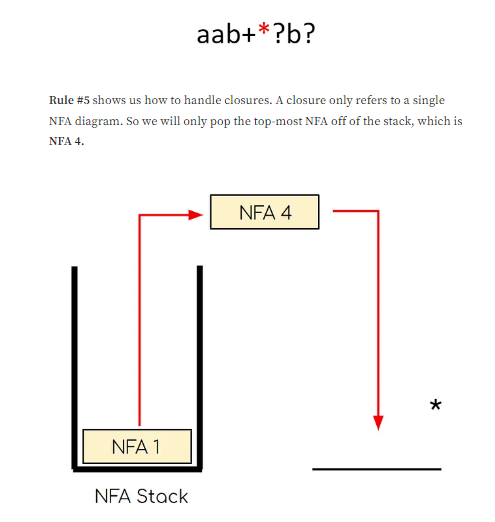 aab+*?b?
Rule #5 shows us how to handle closures. A closure only refers to a single
NFA diagram. So we will only pop the top-most NFA off of the stack, which is
NFA 4.
NFA 4
*
NFA 1
NFA Stack